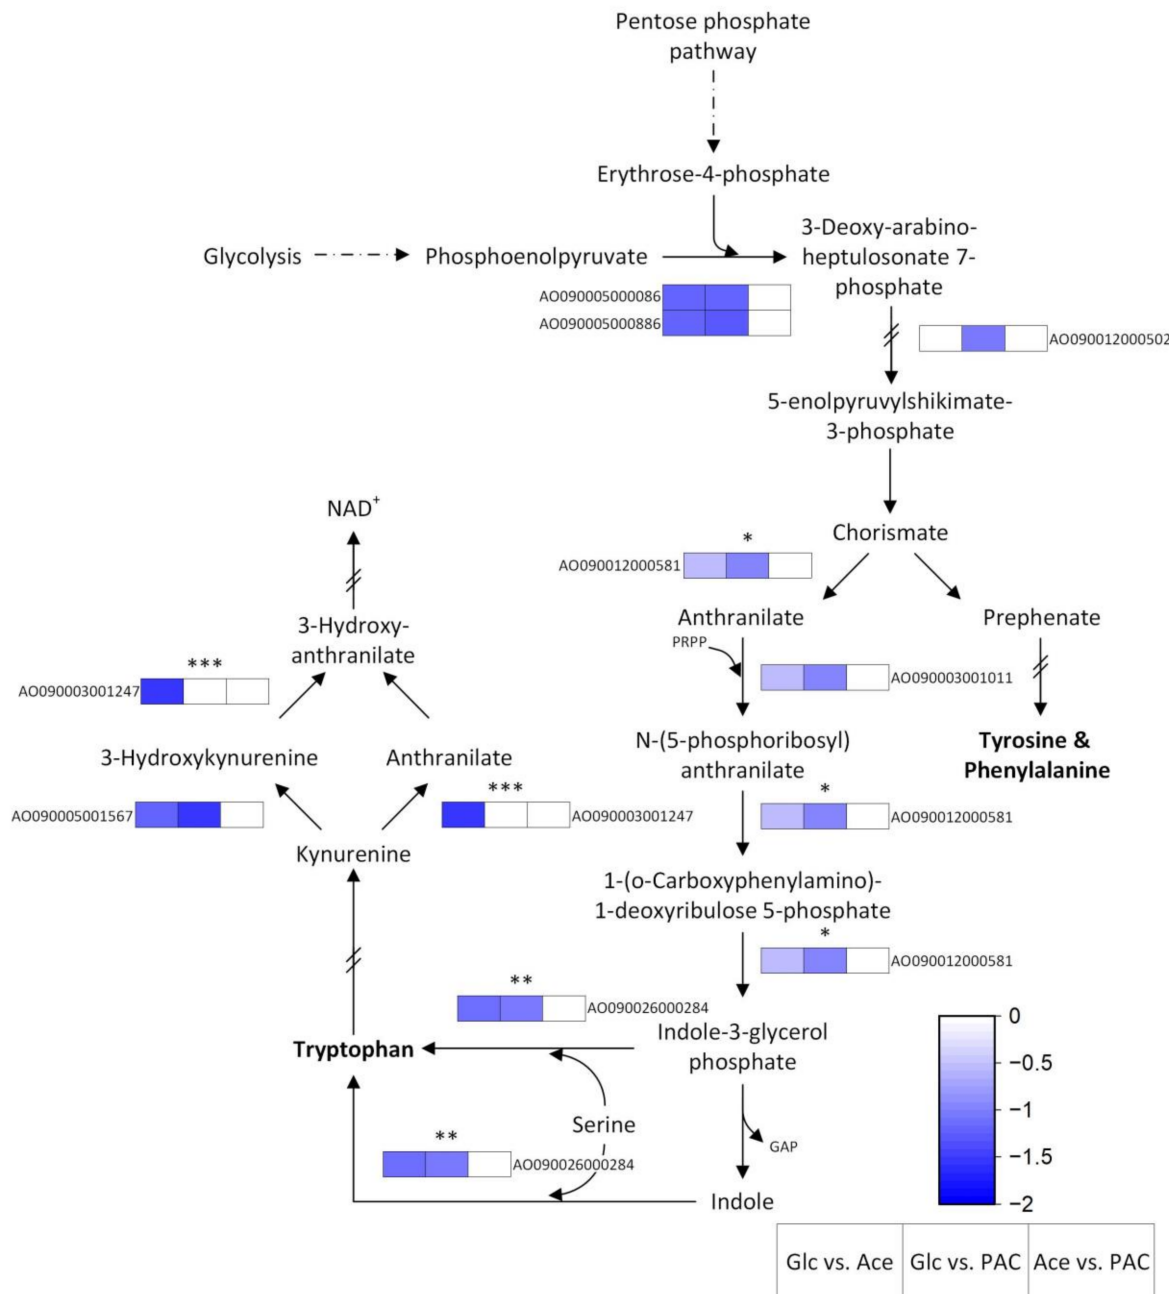 Pentose phosphate
pathway
Erythrose-4-phosphate
Glycolysis
Phosphoenolpyruvate
3-Deoxy-arabino-
heptulosonate 7-
phosphate
AO090005000086
AO090005000886
AO090012000502
5-enolpyruvylshikimate-
3-phosphate
NAD+
Chorismate
*
AO090012000581
Anthranilate
Prephenate
3-Hydroxy-
anthranilate
PRPP
***
AO090003001247
AO090003001011
3-Hydroxykynurenine
Anthranilate
N-(5-phosphoribosyl)
anthranilate
Tyrosine &
Phenylalanine
***
*
AO090005001567
AO090003001247
AO090012000581
Kynurenine
1-(o-Carboxyphenylamino)-
1-deoxyribulose 5-phosphate
*
AO090012000581
**
AO090026000284
Tryptophan
Indole-3-glycerol
phosphate
Serine
**
AO090026000284
GAP
Indole
0
−0.5
−1
−1.5
−2
Glc vs. Ace
Glc vs. PAC
Ace vs. PAC